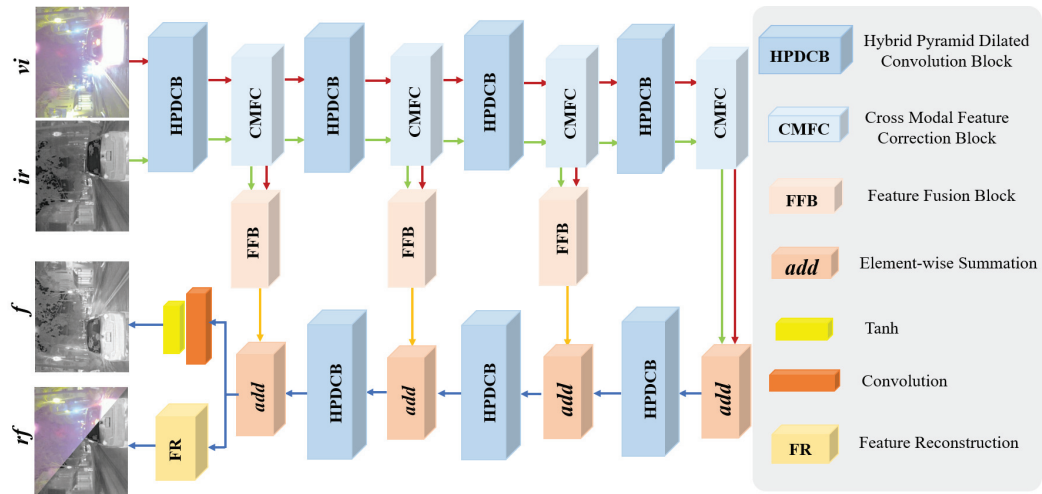 vi
HPDCB
CMFC
HPDCB
CMFC
HPDCB
CMFC
HPDCB
CMFC
ir
FFB
FFB
FFB
f
add
HPDCB
add
HPDCB
add
HPDCB
add
rf
FR
HPDCB
Hybrid Pyramid Dilated
Convolution Block
CMFC
Cross Modal Feature
Correction Block
FFB
Feature Fusion Block
add
Element-wise Summation
Tanh
Convolution
FR
Feature Reconstruction